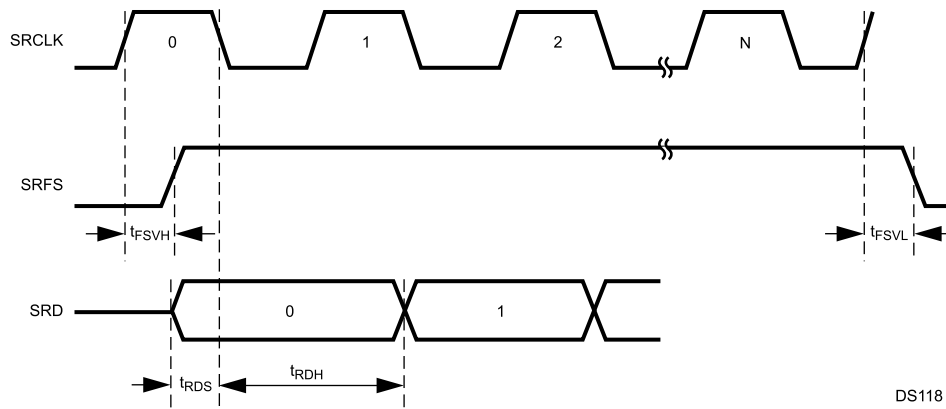 SRCLK
0
1
2
N
SRFS
tFSVH
tFSVL
SRD
0
1
tRDS
tRDH
DS118